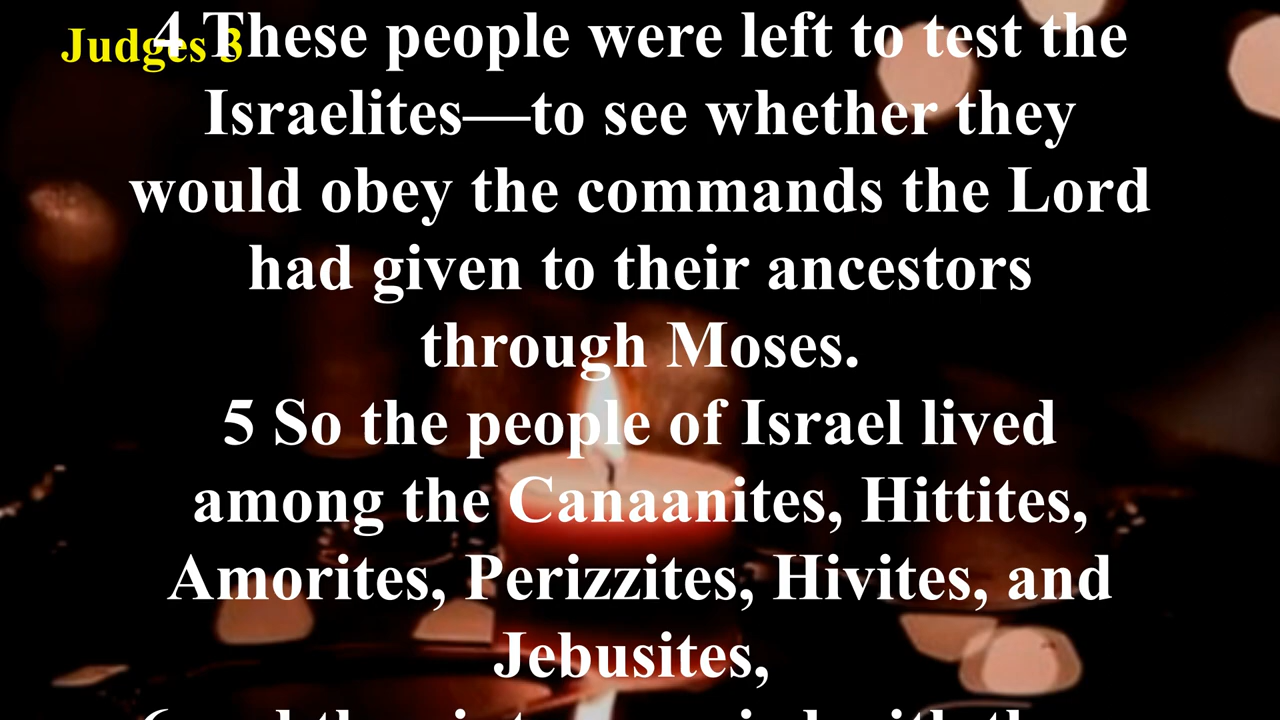 Judges 3
4 These people were left to test the
Israelites—to see whether they
would obey the commands the Lord
had given to their ancestors
through Moses.
5 So the people of Israel lived
among the Canaanites, Hittites,
Amorites, Perizzites, Hivites, and
Jebusites,